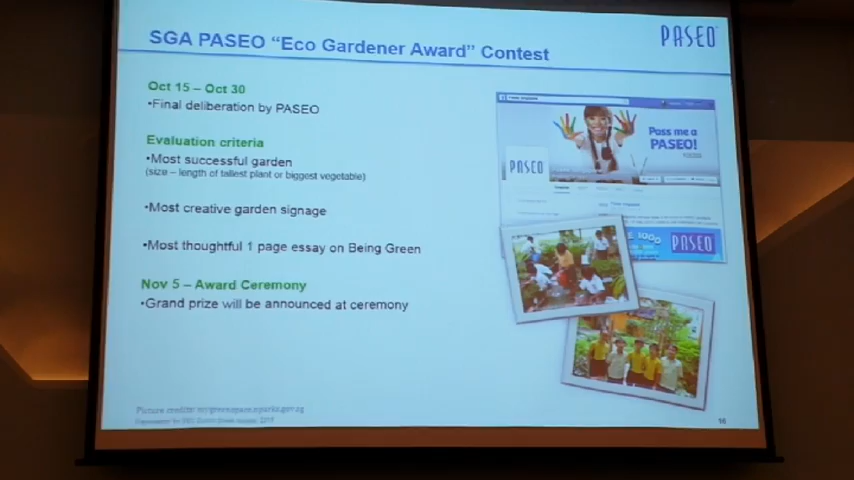 SGA PASEO “Eco Gardener Award” Contest
PASEO
Oct 15 – Oct 30
•Final deliberation by PASEO
Evaluation criteria
•Most successful garden
(size – length of tallest plant or biggest vegetable)
•Most creative garden signage
•Most thoughtful 1 page essay on Being Green
Nov 5 – Award Ceremony
•Grand prize will be announced at ceremony
Pass me a
PASEO!
PASEO
PASEO
Picture credits:
16